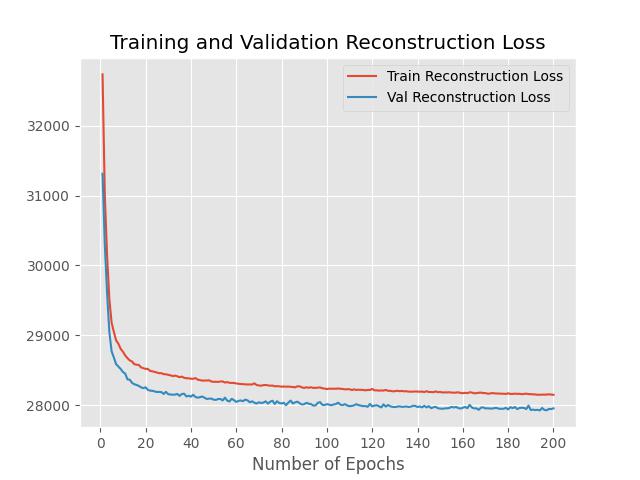 Training and Validation Reconstruction Loss
Train Reconstruction Loss
Val Reconstruction Loss
32000
31000
30000
29000
28000
0 20 40 60 80 100 120 140 160 180 200
Number of Epochs